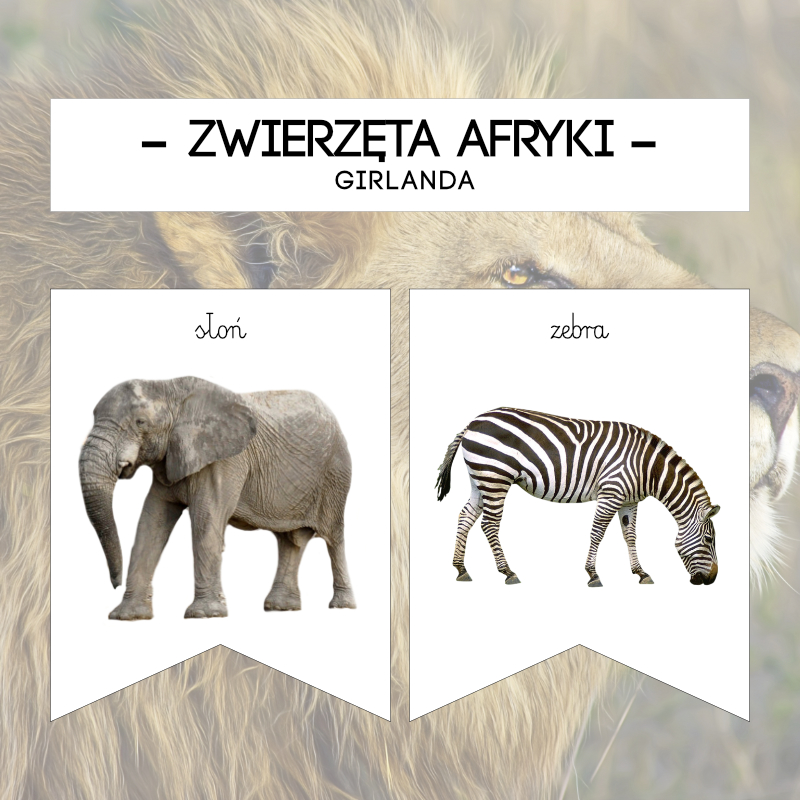 - ZWIERZĘTA AFRYKI -
GIRLANDA
słoń
zebra